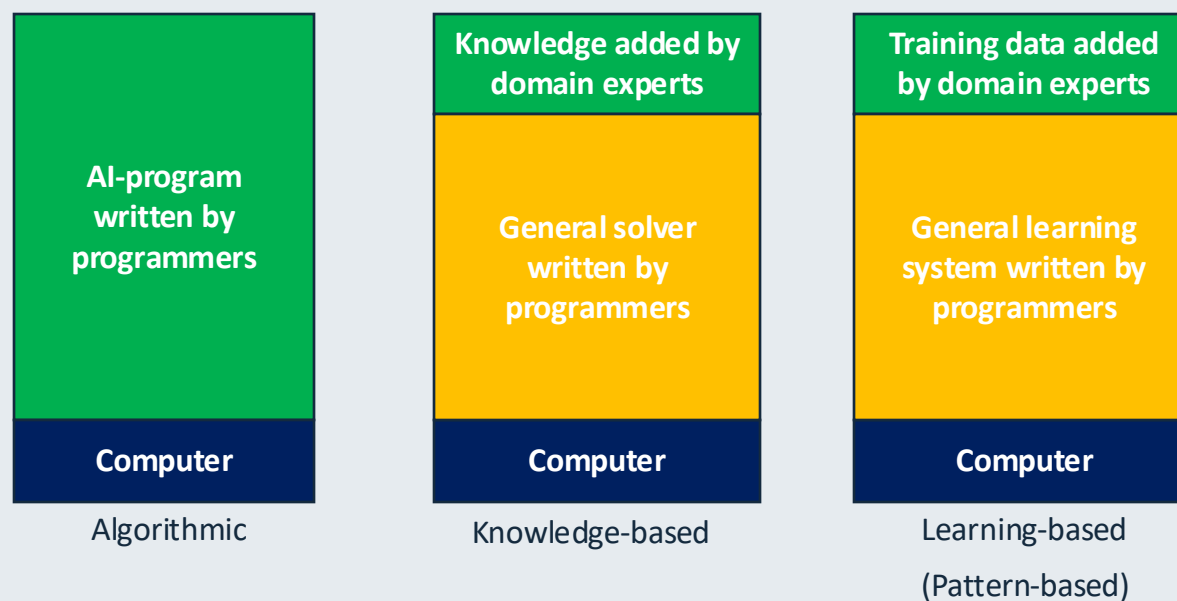 AI-program
written by
programmers
Computer
Algorithmic
Knowledge added by
domain experts
General solver
written by
programmers
Computer
Knowledge-based
Training data added
by domain experts
General learning
system written by
programmers
Computer
Learning-based
(Pattern-based)